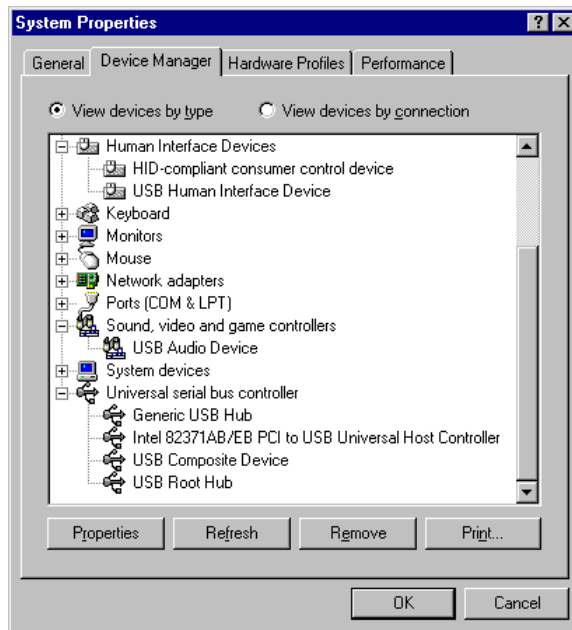 System Properties
General Device Manager Hardware Profiles Performance
View devices by type View devices by connection
Human Interface Devices
HID-compliant consumer control device
USB Human Interface Device
Keyboard
Monitors
Mouse
Network adapters
Ports (COM & LPT)
Sound, video and game controllers
USB Audio Device
System devices
Universal serial bus controller
Generic USB Hub
Intel 82371AB/EB PCI to USB Universal Host Controller
USB Composite Device
USB Root Hub
Properties Refresh Remove Print...
OK Cancel